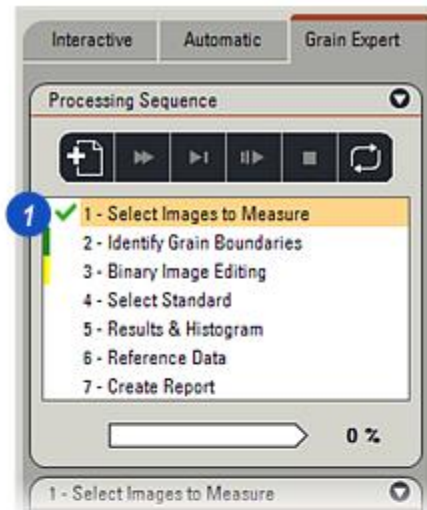 Interactive
Automatic
Grain Expert
Processing Sequence
1
1 - Select Images to Measure
2 - Identify Grain Boundaries
3 - Binary Image Editing
4 - Select Standard
5 - Results & Histogram
6 - Reference Data
7 - Create Report
0 %
1 - Select Images to Measure